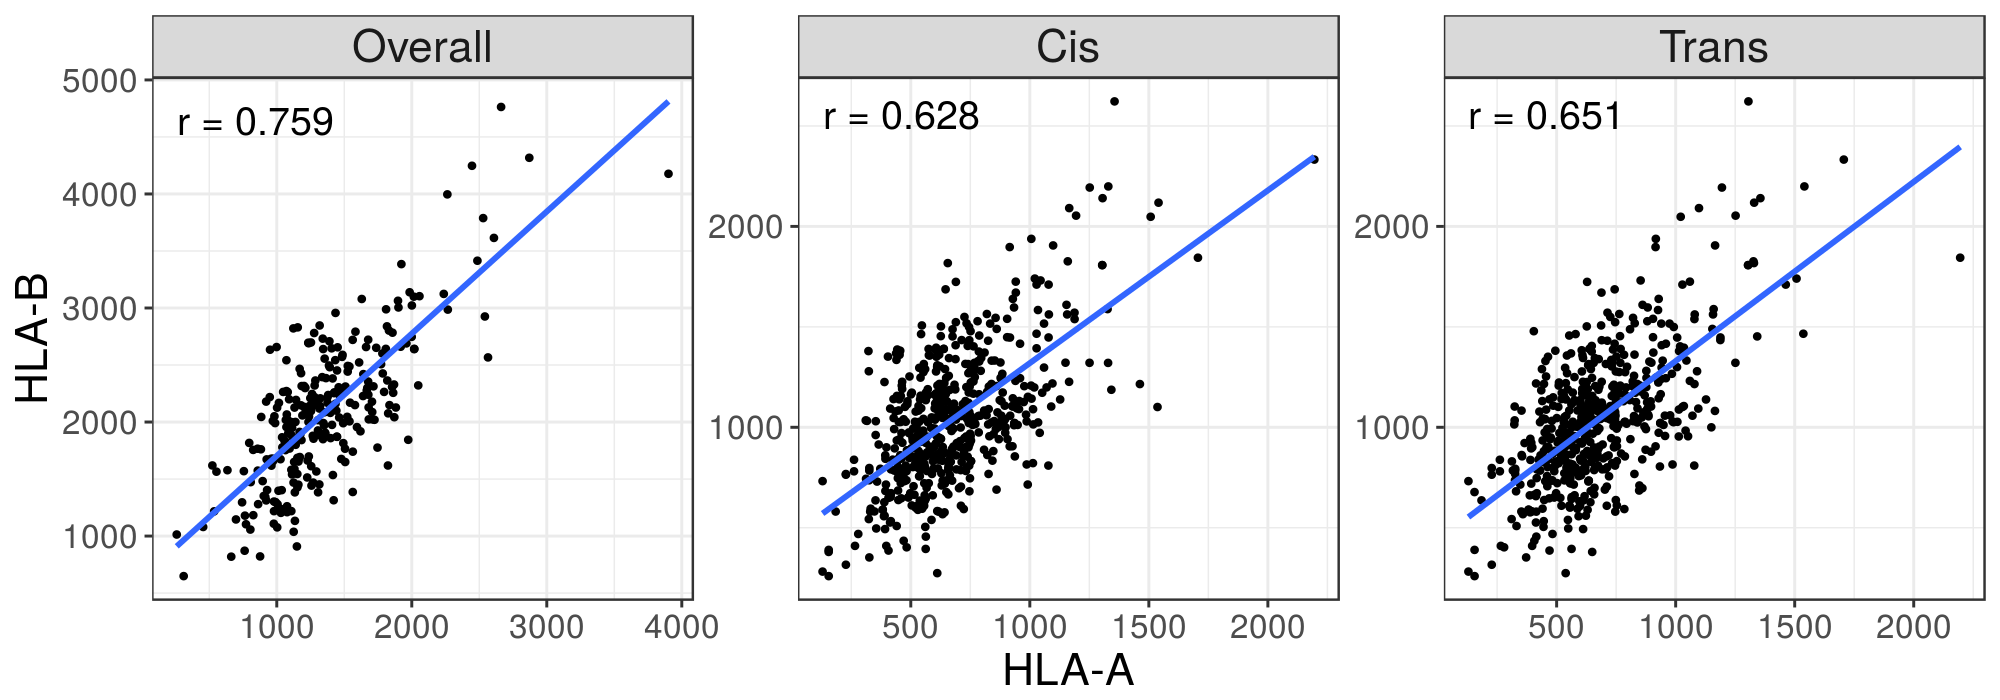 Overall
Cis
Trans
r = 0.759
r = 0.628
r = 0.651
HLA-B
5000
4000
3000
2000
1000
2000
1000
2000
1000
1000 2000 3000 4000
500 1000 1500 2000
500 1000 1500 2000
HLA-A